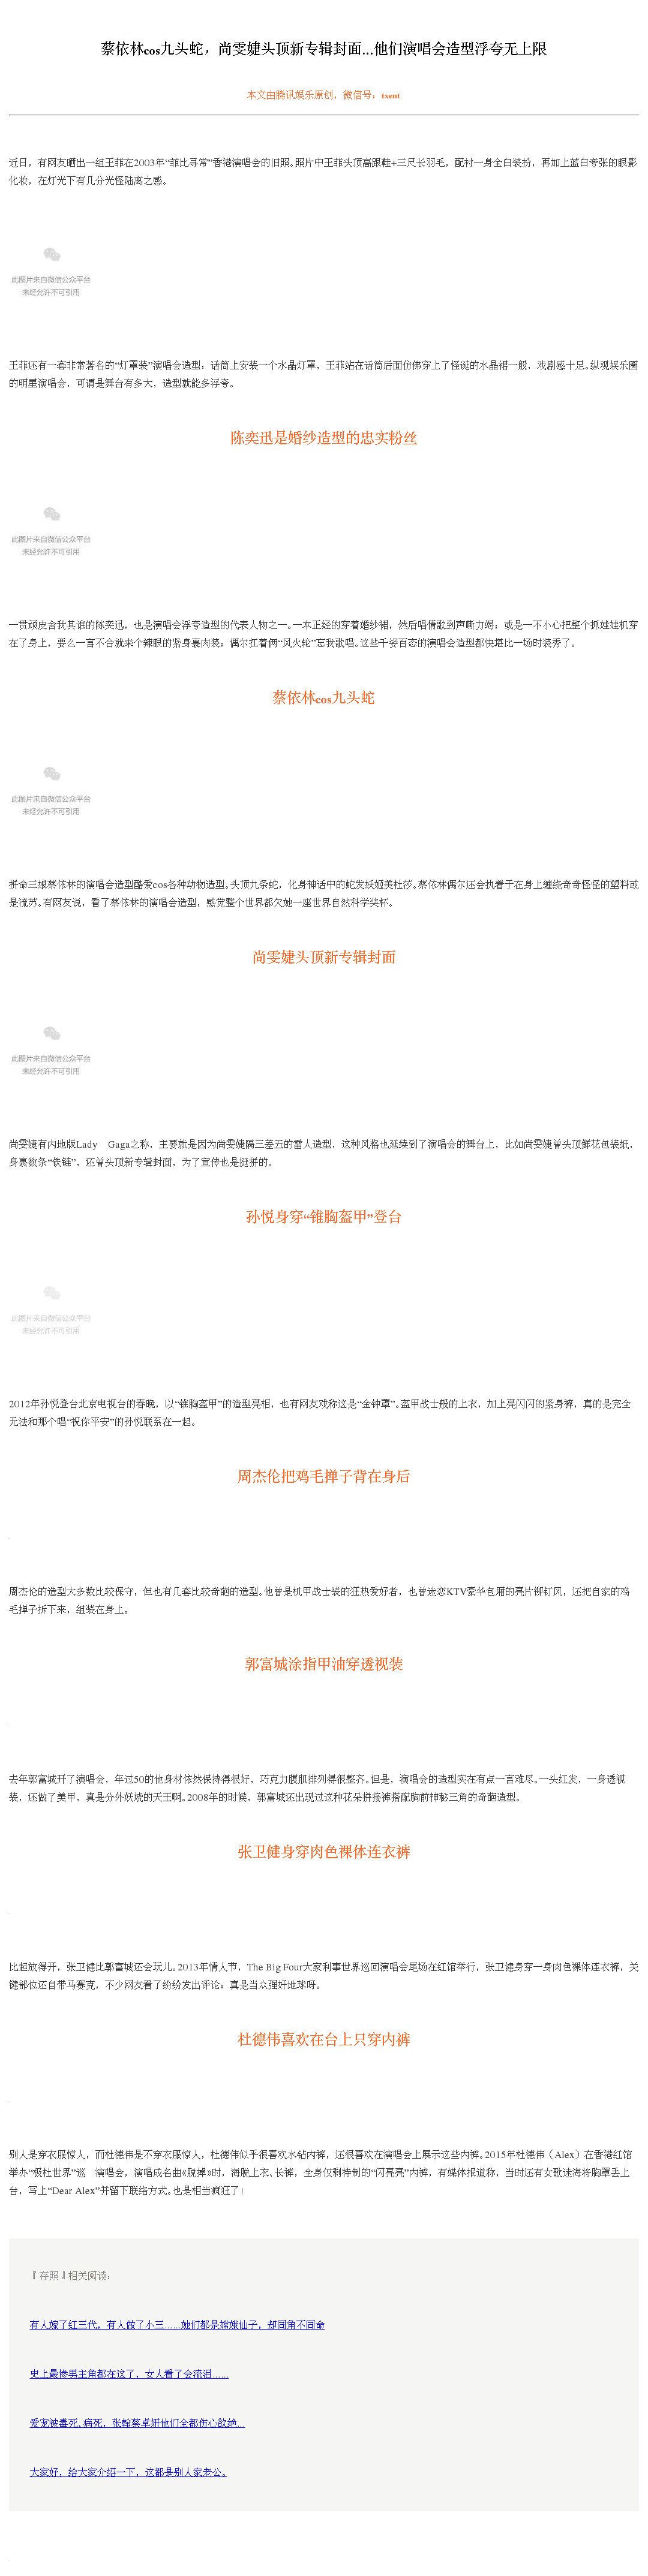 蔡依林cos九头蛇，尚雯婕头顶新专辑封面...他们演唱会造型浮夸无上限
本文由腾讯娱乐原创，微信号：txent
近日，有网友晒出一组王菲在2003年“菲比寻常”香港演唱会的旧照。照片中王菲头顶高跟鞋+三尺长羽毛，配衬一身全白装扮，再加上蓝白夸张的眼影
化妆，在灯光下有几分光怪陆离之感。
此图片来自微信公众平台
未经允许不可引用
王菲还有一套非常著名的“灯罩装”演唱会造型：话筒上安装一个水晶灯罩，王菲站在话筒后面仿佛穿上了怪诞的水晶裙一般，戏剧感十足。纵观娱乐圈
的明星演唱会，可谓是舞台有多大，造型就能多浮夸。
陈奕迅是婚纱造型的忠实粉丝
此图片来自微信公众平台
未经允许不可引用
一贯顽皮舍我其谁的陈奕迅，也是演唱会浮夸造型的代表人物之一。一本正经的穿着婚纱裙，然后唱情歌到声嘶力竭；或是一不小心把整个抓娃娃机穿
在了身上，要么一言不合就来个辣眼的紧身裹肉装；偶尔扛着俩“风火轮”忘我歌唱。这些千姿百态的演唱会造型都快堪比一场时装秀了。
蔡依林cos九头蛇
此图片来自微信公众平台
未经允许不可引用
拼命三娘蔡依林的演唱会造型酷爱cos各种动物造型。头顶九条蛇，化身神话中的蛇发妖姬美杜莎。蔡依林偶尔还会执着于在身上缠绕奇奇怪怪的塑料或
是流苏。有网友说，看了蔡依林的演唱会造型，感觉整个世界都欠她一座世界自然科学奖杯。
尚雯婕头顶新专辑封面
此图片来自微信公众平台
未经允许不可引用
尚雯婕有内地版Lady　Gaga之称，主要就是因为尚雯婕隔三差五的雷人造型，这种风格也延续到了演唱会的舞台上，比如尚雯婕曾头顶鲜花包装纸，
身裹数条“铁链”，还曾头顶新专辑封面，为了宣传也是挺拼的。
孙悦身穿“锥胸盔甲”登台
此图片来自微信公众平台
未经允许不可引用
2012年孙悦登台北京电视台的春晚，以“锥胸盔甲”的造型亮相，也有网友戏称这是“金钟罩”。盔甲战士般的上衣，加上亮闪闪的紧身裤，真的是完全
无法和那个唱“祝你平安”的孙悦联系在一起。
周杰伦把鸡毛掸子背在身后
周杰伦的造型大多数比较保守，但也有几套比较奇葩的造型。他曾是机甲战士装的狂热爱好者，也曾迷恋KTV豪华包厢的亮片铆钉风，还把自家的鸡
毛掸子拆下来，组装在身上。
郭富城涂指甲油穿透视装
去年郭富城开了演唱会，年过50的他身材依然保持得很好，巧克力腹肌排列得很整齐。但是，演唱会的造型实在有点一言难尽。一头红发，一身透视
装，还做了美甲，真是分外妖娆的天王啊。2008年的时候，郭富城还出现过这种花朵拼接裤搭配胸前神秘三角的奇葩造型。
张卫健身穿肉色裸体连衣裤
比起放得开，张卫健比郭富城还会玩儿。2013年情人节，The Big Four大家利事世界巡回演唱会尾场在红馆举行，张卫健身穿一身肉色裸体连衣裤，关
键部位还自带马赛克，不少网友看了纷纷发出评论：真是当众强奸地球呀。
杜德伟喜欢在台上只穿内裤
别人是穿衣服惊人，而杜德伟是不穿衣服惊人，杜德伟似乎很喜欢水钻内裤，还很喜欢在演唱会上展示这些内裤。2015年杜德伟（Alex）在香港红馆
举办“极杜世界”巡　演唱会，演唱成名曲《脱掉》时，海脱上衣、长裤，全身仅剩特制的“闪亮亮”内裤，有媒体报道称，当时还有女歌迷海将胸罩丢上
台，写上“Dear Alex”并留下联络方式。也是相当疯狂了！
『存照』相关阅读：
有人嫁了红三代，有人做了小三......她们都是嫦娥仙子，却同角不同命
史上最惨男主角都在这了，女人看了会流泪......
爱宠被毒死、病死，张翰蔡卓妍他们全都伤心欲绝...
大家好，给大家介绍一下，这都是别人家老公。